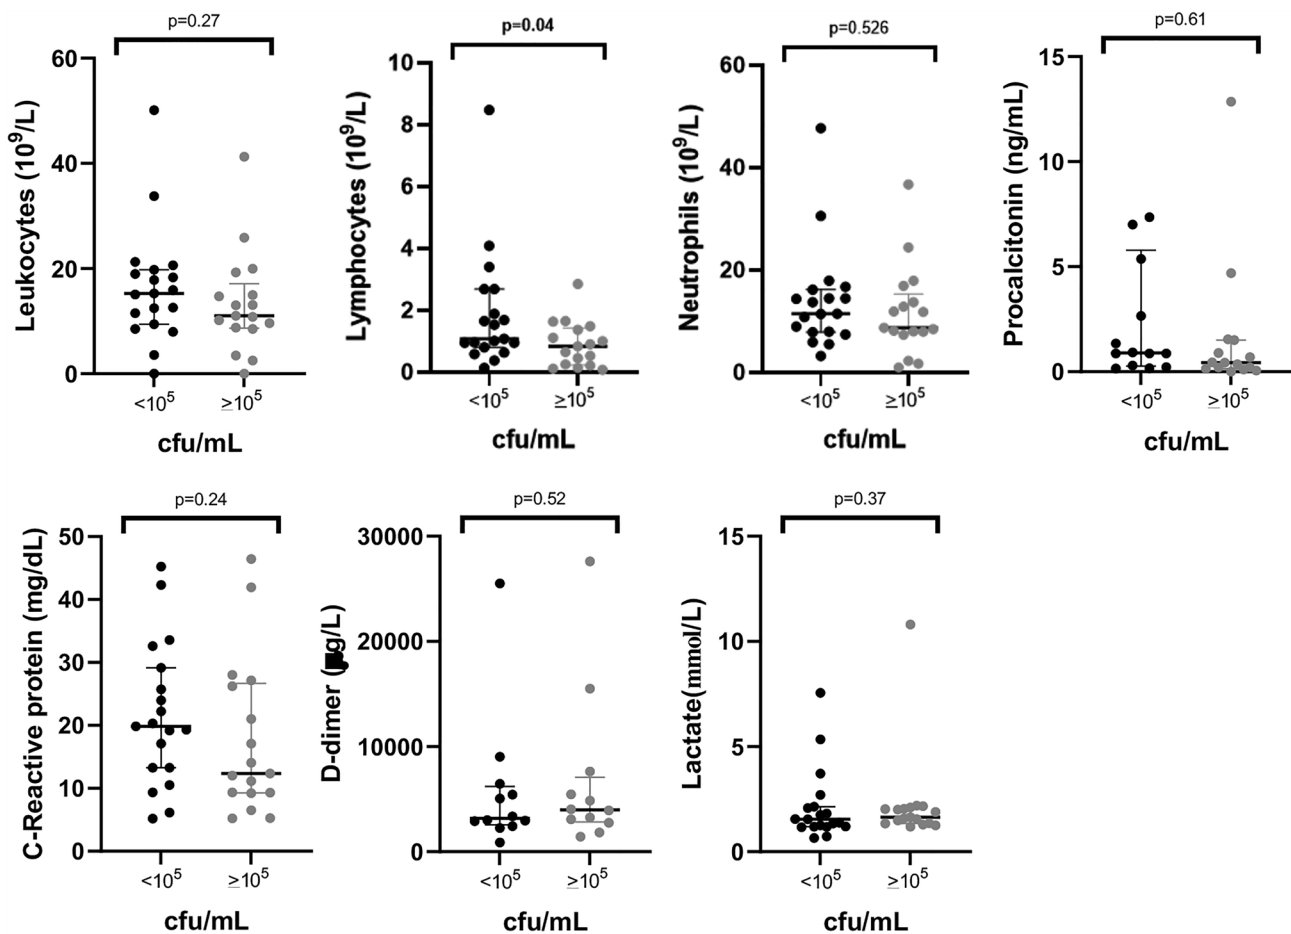 p=0.27
Leukocytes (10⁹/L)
60
40
20
0
<10⁵
≥10⁵
cfu/mL
p=0.04
Lymphocytes (10⁹/L)
10
8
6
4
2
0
<10⁵
≥10⁵
cfu/mL
p=0.526
Neutrophils (10⁹/L)
60
40
20
0
<10⁵
≥10⁵
cfu/mL
p=0.61
Procalcitonin (ng/mL)
15
10
5
0
<10⁵
≥10⁵
cfu/mL
p=0.24
C-Reactive protein (mg/dL)
50
40
30
20
10
0
<10⁵
≥10⁵
cfu/mL
p=0.52
D-dimer (g/L)
30000
20000
10000
0
<10⁵
≥10⁵
cfu/mL
p=0.37
Lactate(mmol/L)
15
10
5
0
<10⁵
≥10⁵
cfu/mL